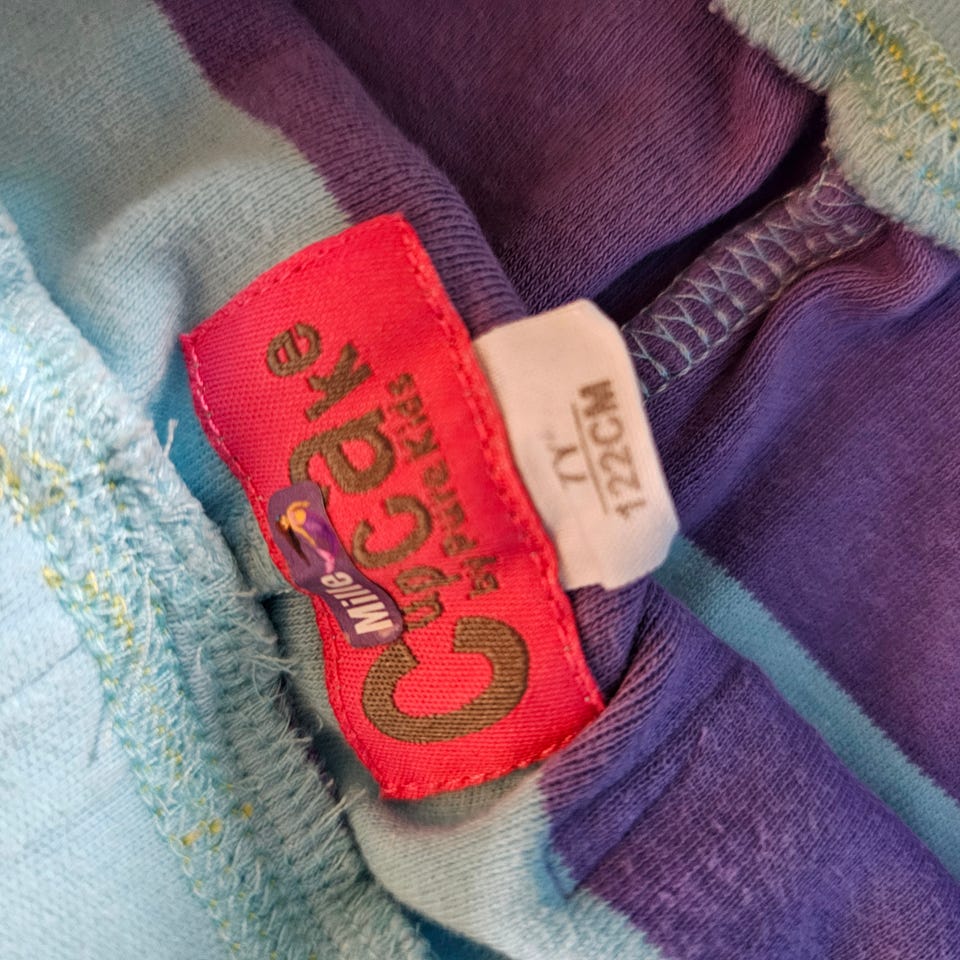 Cupcake
by Pure Kids
Mille
7Y
122CM